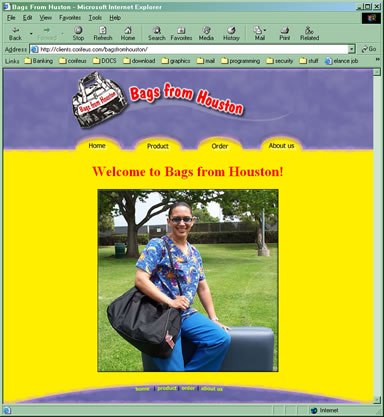 Bags From Huston - Microsoft Internet Explorer
File Edit View Favorites Tools Help
Back Forward Stop Refresh Home Search Favorites Media History Mail Print Related
Address http://clients.corileus.com/bagsfromhouston/ Go
Links Banking corileus DOCS download graphics mail programming security stuff elance job
Bags from Houston
Bags from Houston
Home Product Order About us
Welcome to Bags from Houston!
home | product | order | about us
Internet